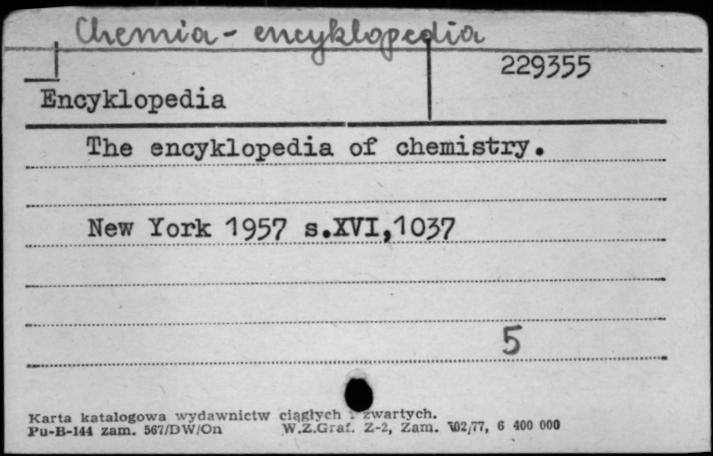 Chemia - encyklopedia
229355
Encyklopedia
The encyklopedia of chemistry.
New York 1957 s.XVI,1037
5
Karta katalogowa wydawnictw ciągłych i zwartych.
Pu-B-144 zam. 567/DW/On W.Z.Graf. Z-2, Zam. 102/77, 6 400 000